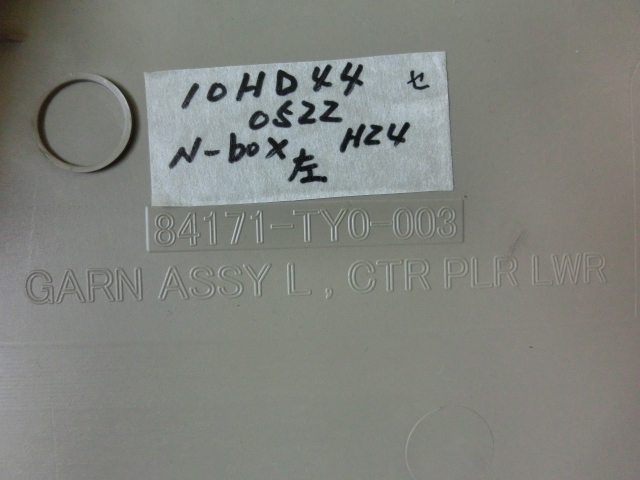 10HD44 セ
0522
N-box H24
左
84171-TY0-003
GARN ASSY L, CTR PLR LWR